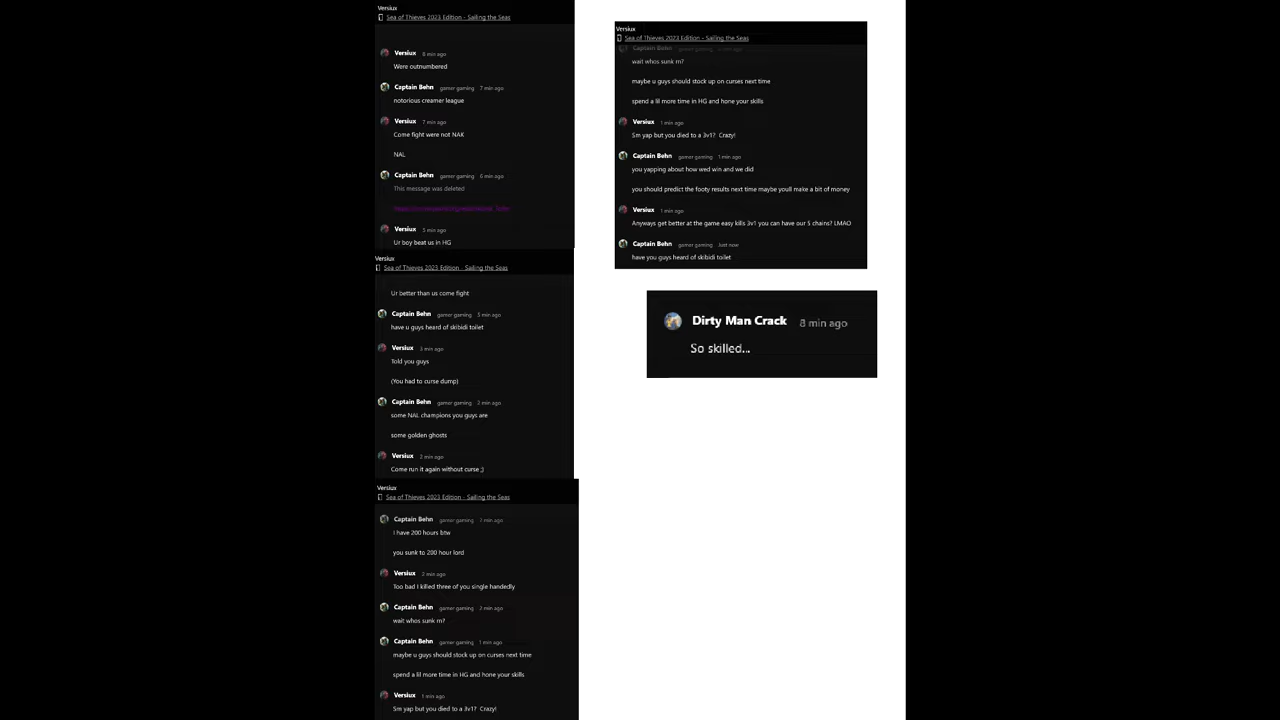 Versiux
Sea of Thieves 2023 Edition - Sailing the Seas
Versiux 8 min ago
Were outnumbered
Captain Behn gamer gaming 7 min ago
notorious creamer league
Versiux 7 min ago
Come fight were not NAK
NAL
Captain Behn gamer gaming 6 min ago
This message was deleted
Versiux 5 min ago
Ur boy beat us in HG
Versiux
Sea of Thieves 2023 Edition - Sailing the Seas
Ur better than us come fight
Captain Behn gamer gaming 5 min ago
have u guys heard of skibidi toilet
Versiux 3 min ago
Told you guys
(You had to curse dump)
Captain Behn gamer gaming 2 min ago
some NAL champions you guys are
some golden ghosts
Versiux 2 min ago
Come run it again without curse ;)
Versiux
Sea of Thieves 2023 Edition - Sailing the Seas
Captain Behn gamer gaming 2 min ago
I have 200 hours btw
you sunk to 200 hour lord
Versiux 2 min ago
Too bad I killed three of you single handedly
Captain Behn gamer gaming 2 min ago
wait whos sunk rn?
Captain Behn gamer gaming 1 min ago
maybe u guys should stock up on curses next time
spend a lil more time in HG and hone your skills
Versiux 1 min ago
Sm yap but you died to a 3v1? Crazy!
Versiux
Sea of Thieves 2023 Edition - Sailing the Seas
Captain Behn gamer gaming
wait whos sunk rn?
maybe u guys should stock up on curses next time
spend a lil more time in HG and hone your skills
Versiux 1 min ago
Sm yap but you died to a 3v1? Crazy!
Captain Behn gamer gaming 1 min ago
you yapping about how wed win and we did
you should predict the footy results next time maybe youll make a bit of money
Versiux 1 min ago
Anyways get better at the game easy kills 3v1 you can have our 5 chains? LMAO
Captain Behn gamer gaming Just now
have you guys heard of skibidi toilet
Dirty Man Crack 8 min ago
So skilled...